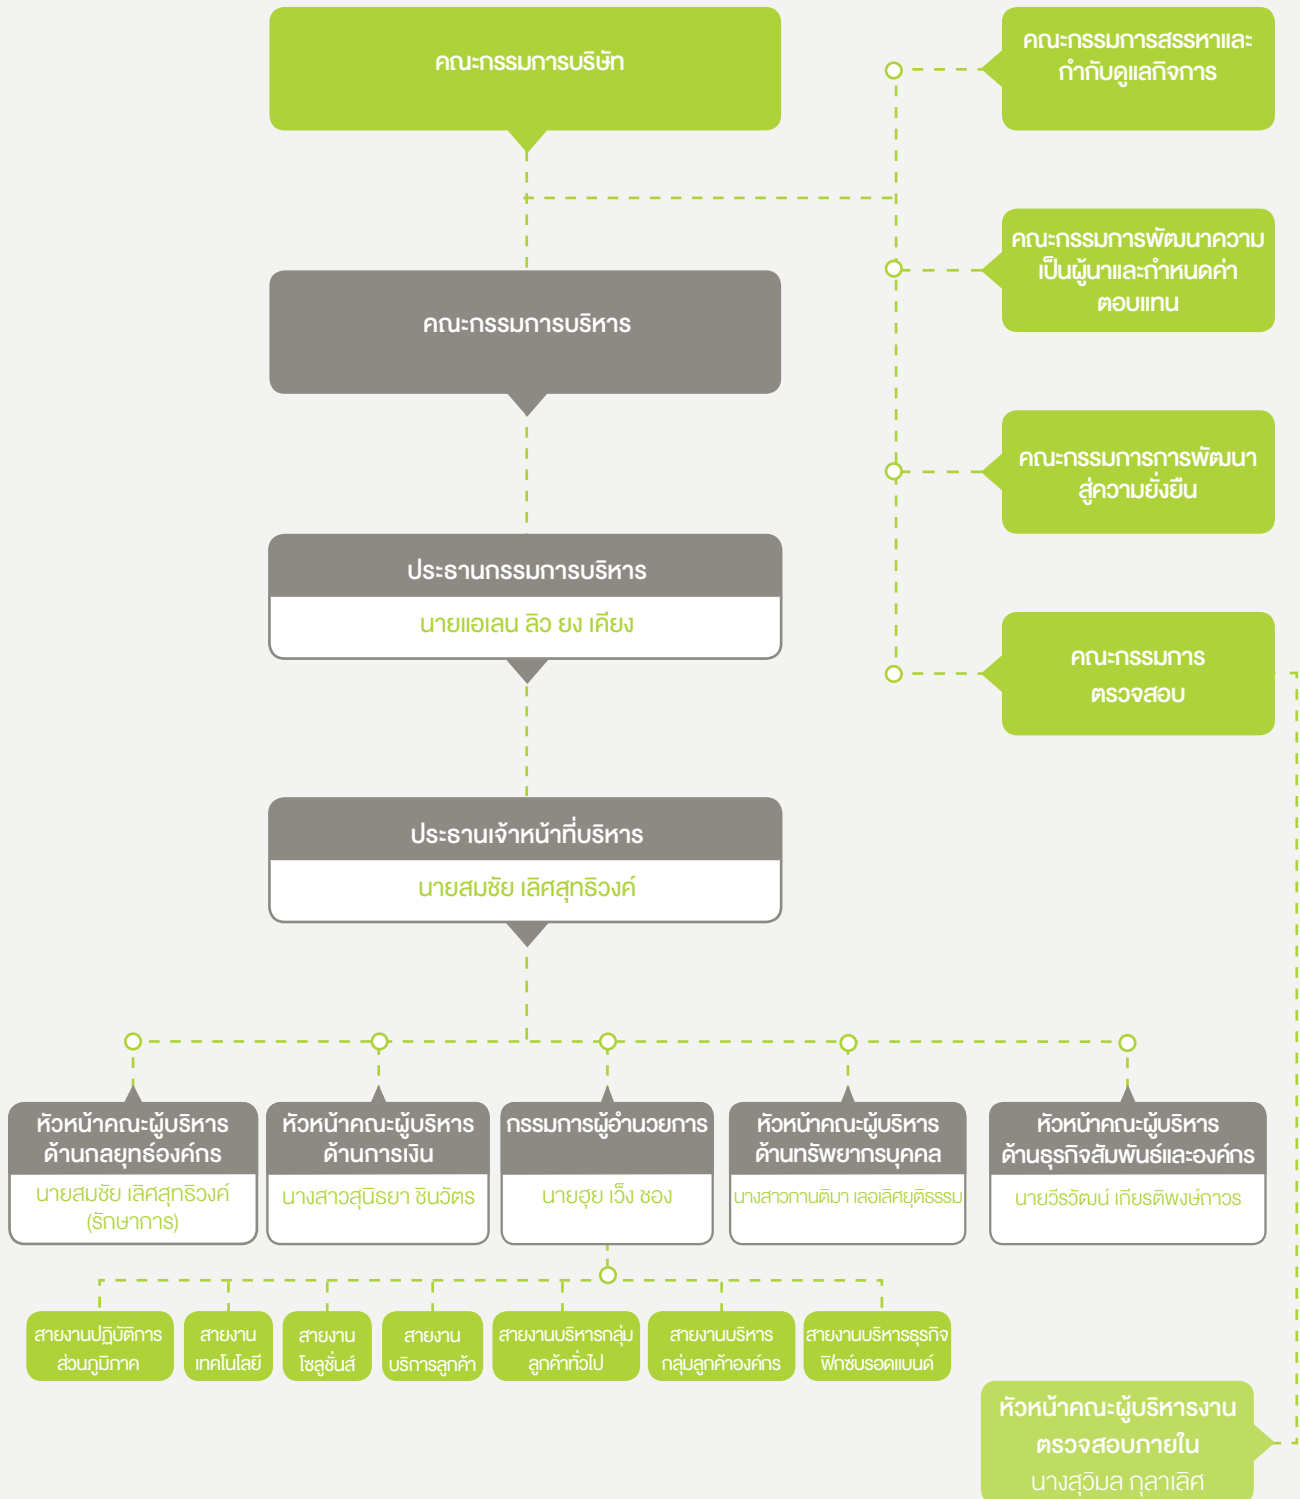 คณะกรรมการบริษัท
คณะกรรมการสรรหาและ
กำกับดูแลกิจการ
คณะกรรมการพัฒนาความ
เป็นผู้นาและกำหนดค่า
ตอบแทน
คณะกรรมการบริหาร
คณะกรรมการการพัฒนา
สู่ความยั่งยืน
ประธานกรรมการบริหาร
นายแอเลน ลิว ยง เคียง
คณะกรรมการ
ตรวจสอบ
ประธานเจ้าหน้าที่บริหาร
นายสมชัย เลิศสุทธิวงค์
หัวหน้าคณะผู้บริหาร
ด้านกลยุทธ์องค์กร
นายสมชัย เลิศสุทธิวงค์
(รักษาการ)
หัวหน้าคณะผู้บริหาร
ด้านการเงิน
นางสาวสุนิธยา ชินวัตร
กรรมการผู้อำนวยการ
นายฮุย เว็ง ชอง
หัวหน้าคณะผู้บริหาร
ด้านทรัพยากรบุคคล
นางสาวกานติมา เลอเลิศยุติธรรม
หัวหน้าคณะผู้บริหาร
ด้านธุรกิจสัมพันธ์และองค์กร
นายวีรวัฒน์ เกียรติพงษ์ถาวร
สายงานปฏิบัติการ
ส่วนภูมิภาค
สายงาน
เทคโนโลยี
สายงาน
โซลูชั่นส์
สายงาน
บริการลูกค้า
สายงานบริหารกลุ่ม
ลูกค้าทั่วไป
สายงานบริหาร
กลุ่มลูกค้าองค์กร
สายงานบริหารธุรกิจ
ฟิกซ์บรอดแบนด์
หัวหน้าคณะผู้บริหารงาน
ตรวจสอบภายใน
นางสุวิมล กุลาเลิศ